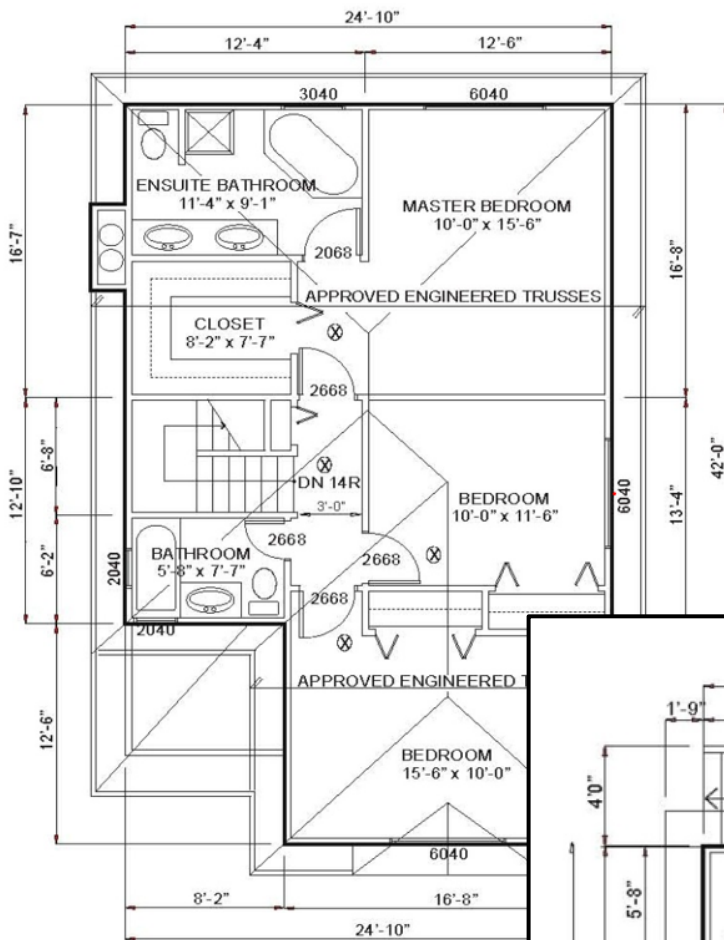 24'-10"
12'-4" 12'-6"
3040 6040
ENSUITE BATHROOM
11'-4" x 9'-1"
MASTER BEDROOM
10'-0" x 15'-6"
16'-7"
16'-8"
2068
APPROVED ENGINEERED TRUSSES
CLOSET
8'-2" x 7'-7"
2668
12'-10"
6'-8"
42'-0"
DN 14R
3'-0"
BEDROOM
10'-0" x 11'-6"
6040
13'-4"
6'-2"
2040
BATHROOM
5'-8" x 7'-7"
2668
2668
2668
2040
12'-6"
APPROVED ENGINEERED T
BEDROOM
15'-6" x 10'-0"
6040
8'-2" 16'-8"
24'-10"
1'-9"
4'0"
5'-8"